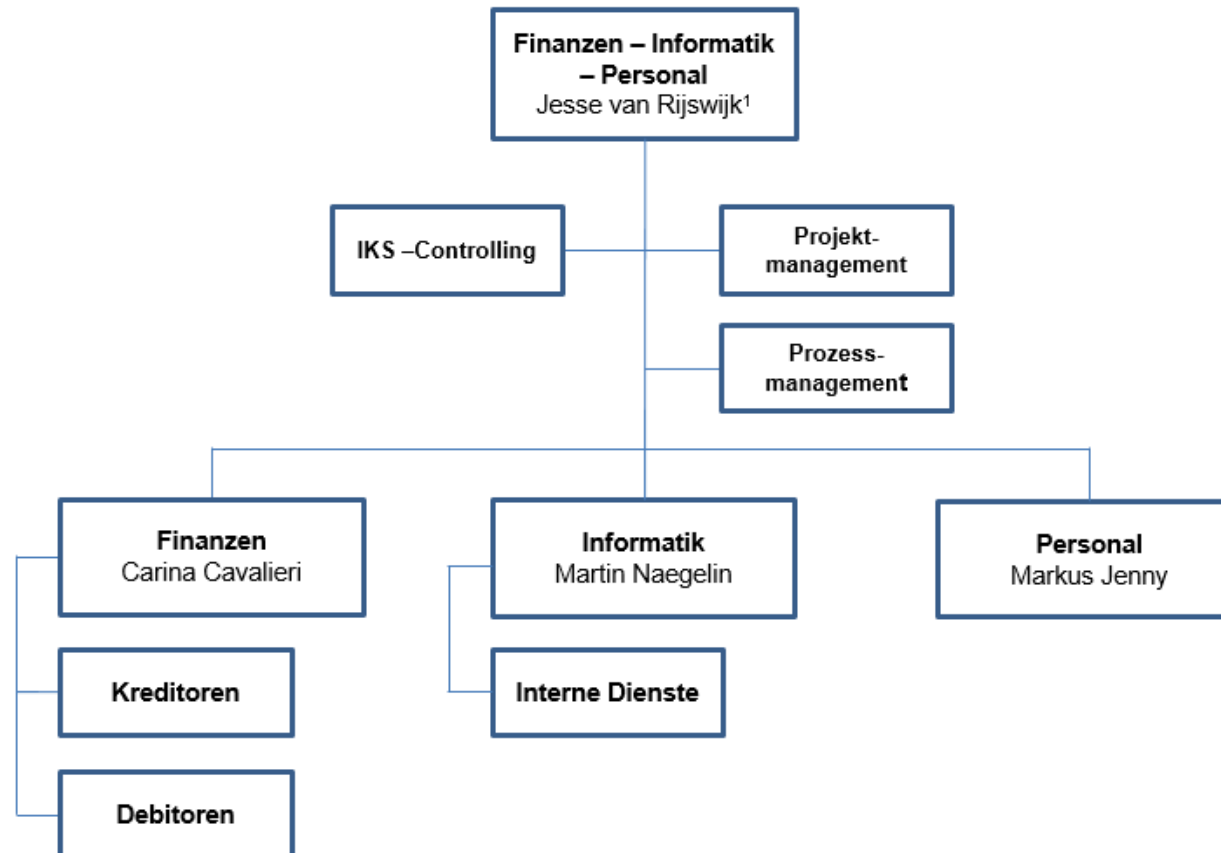 Finanzen – Informatik
– Personal
Jesse van Rijswijk¹
IKS –Controlling
Projekt-
management
Prozess-
management
Finanzen
Carina Cavalieri
Informatik
Martin Naegelin
Personal
Markus Jenny
Kreditoren
Interne Dienste
Debitoren